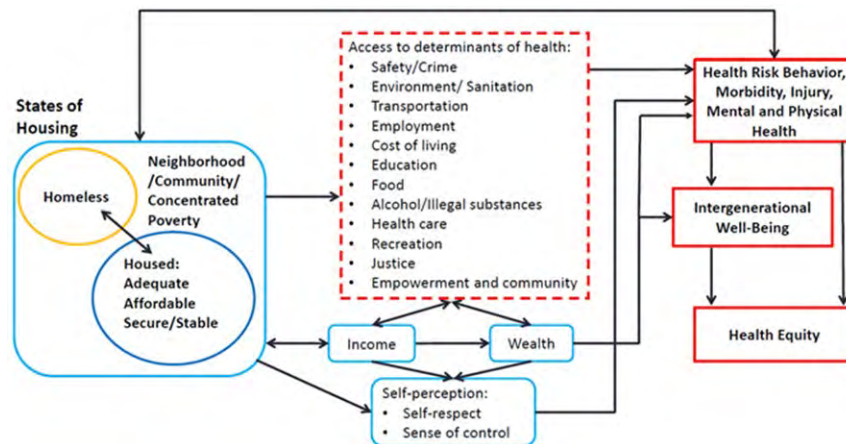 States of
Housing
Homeless
Neighborhood
/Community/
Concentrated
Poverty
Housed:
Adequate
Affordable
Secure/Stable
Access to determinants of health:
• Safety/Crime
• Environment/ Sanitation
• Transportation
• Employment
• Cost of living
• Education
• Food
• Alcohol/Illegal substances
• Health care
• Recreation
• Justice
• Empowerment and community
Income
Wealth
Self-perception:
• Self-respect
• Sense of control
Health Risk Behavior,
Morbidity, Injury,
Mental and Physical
Health
Intergenerational
Well-Being
Health Equity